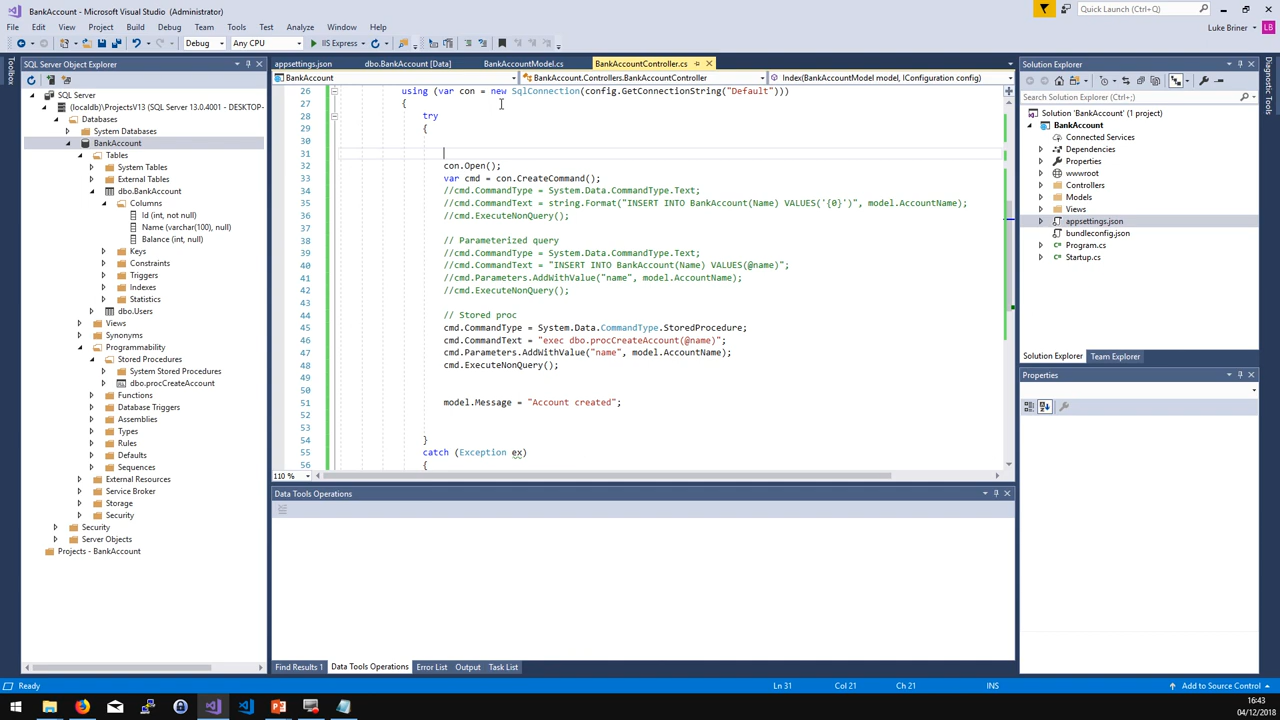 BankAccount - Microsoft Visual Studio (Administrator)
Quick Launch (Ctrl+Q)
File Edit View Project Build Debug Team Tools Test Analyze Window Help
Luke Briner LB
Debug Any CPU IIS Express
Toolbox
SQL Server Object Explorer
SQL Server
(localdb)\ProjectsV13 (SQL Server 13.0.4001 - DESKTOP-
Databases
System Databases
BankAccount
Tables
System Tables
External Tables
dbo.BankAccount
Columns
Id (int, not null)
Name (varchar(100), null)
Balance (int, null)
Keys
Constraints
Triggers
Indexes
Statistics
dbo.Users
Views
Synonyms
Programmability
Stored Procedures
System Stored Procedures
dbo.procCreateAccount
Functions
Database Triggers
Assemblies
Types
Rules
Defaults
Sequences
External Resources
Service Broker
Storage
Security
Security
Server Objects
Projects - BankAccount
appsettings.json dbo.BankAccount [Data] BankAccountModel.cs BankAccountController.cs
BankAccount BankAccount.Controllers.BankAccountController Index(BankAccountModel model, IConfiguration config)
26 using (var con = new SqlConnection(config.GetConnectionString("Default")))
27 {
28 try
29 {
30
31
32 con.Open();
33 var cmd = con.CreateCommand();
34 //cmd.CommandType = System.Data.CommandType.Text;
35 //cmd.CommandText = string.Format("INSERT INTO BankAccount(Name) VALUES('{0}')", model.AccountName);
36 //cmd.ExecuteNonQuery();
37
38 // Parameterized query
39 //cmd.CommandType = System.Data.CommandType.Text;
40 //cmd.CommandText = "INSERT INTO BankAccount(Name) VALUES(@name)";
41 //cmd.Parameters.AddWithValue("name", model.AccountName);
42 //cmd.ExecuteNonQuery();
43
44 // Stored proc
45 cmd.CommandType = System.Data.CommandType.StoredProcedure;
46 cmd.CommandText = "exec dbo.procCreateAccount(@name)";
47 cmd.Parameters.AddWithValue("name", model.AccountName);
48 cmd.ExecuteNonQuery();
49
50
51 model.Message = "Account created";
52
53
54 }
55 catch (Exception ex)
56 {
110 %
Data Tools Operations
Find Results 1 Data Tools Operations Error List Output Task List
Solution Explorer
Search Solution Explorer (Ctrl+;)
Solution 'BankAccount' (1 project)
BankAccount
Connected Services
Dependencies
Properties
wwwroot
Controllers
Models
Views
appsettings.json
bundleconfig.json
Program.cs
Startup.cs
Solution Explorer Team Explorer
Properties
Diagnostic Tools
Ready Ln 31 Col 21 Ch 21 INS Add to Source Control
16:43
04/12/2018